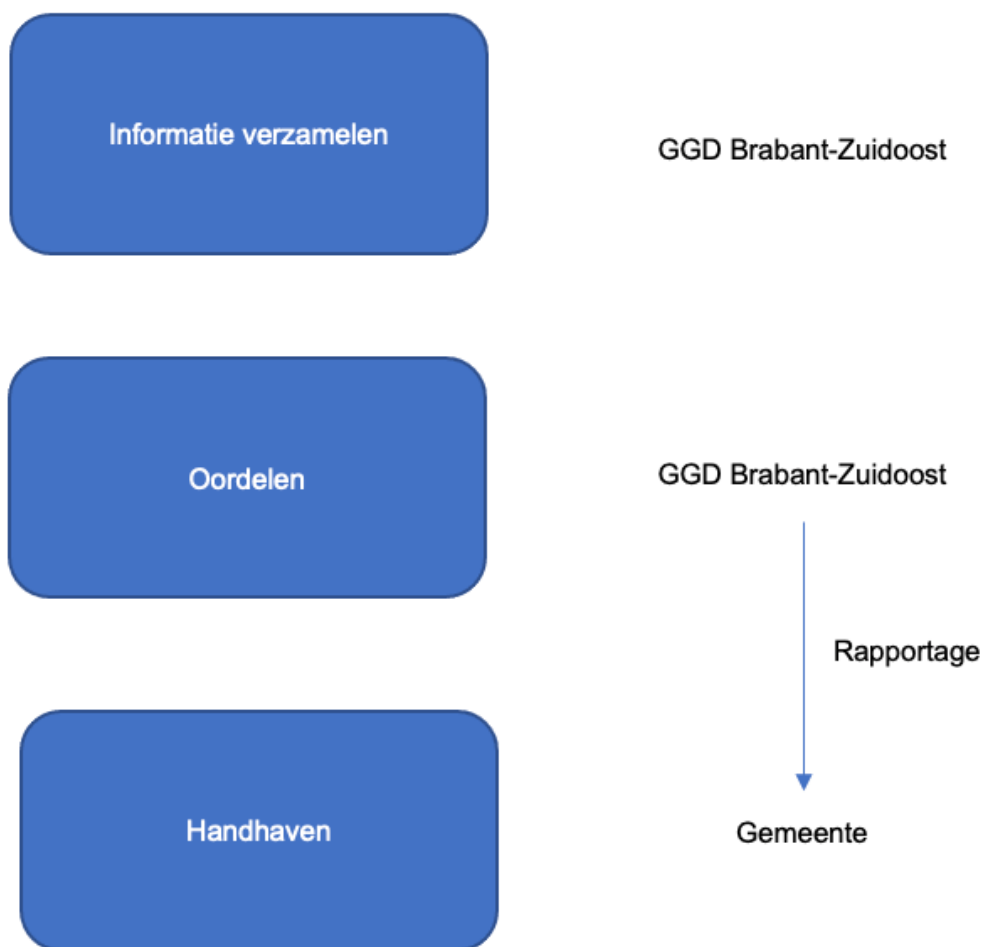 Informatie verzamelen
GGD Brabant-Zuidoost
Oordelen
GGD Brabant-Zuidoost
Rapportage
Handhaven
Gemeente